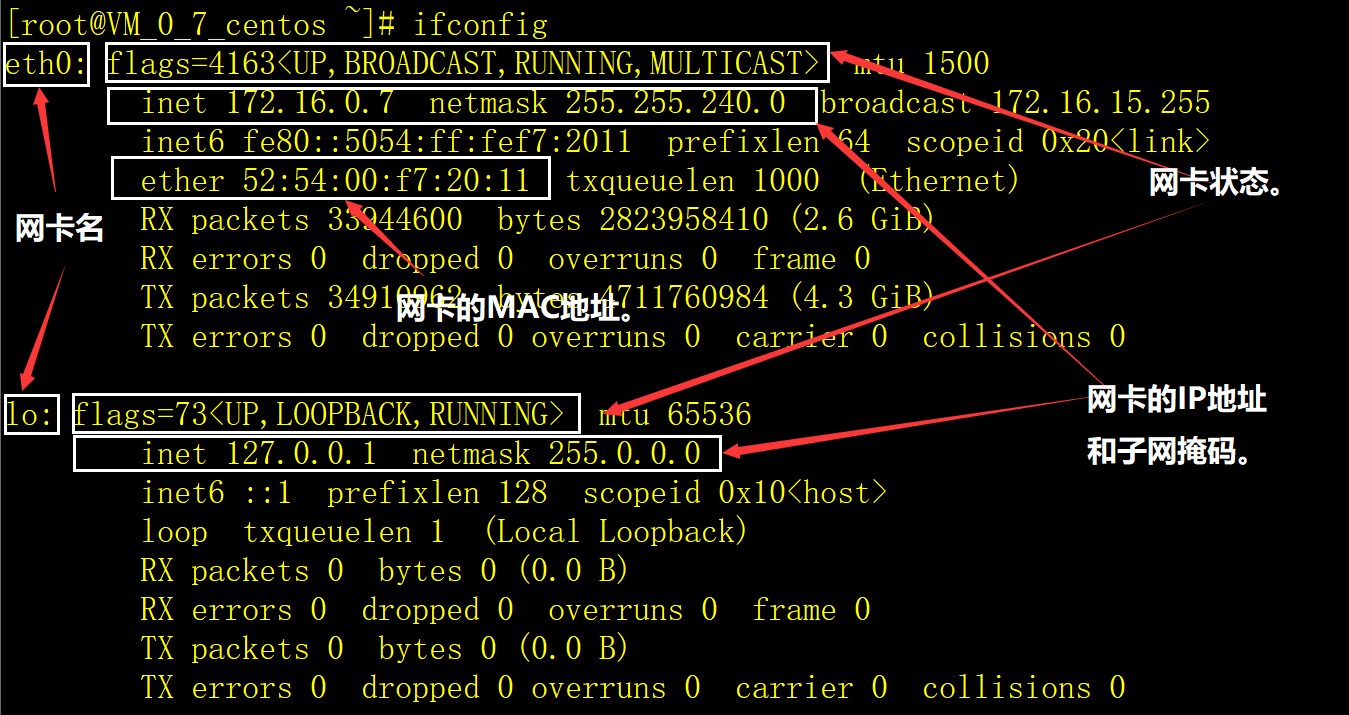 [root@VM_0_7_centos ~]# ifconfig
eth0: flags=4163<UP,BROADCAST,RUNNING,MULTICAST> mtu 1500
inet 172.16.0.7 netmask 255.255.240.0 broadcast 172.16.15.255
inet6 fe80::5054:ff:fef7:2011 prefixlen 64 scopeid 0x20<link>
ether 52:54:00:f7:20:11 txqueuelen 1000 (Ethernet)
网卡状态。
RX packets 33944600 bytes 2823958410 (2.6 GiB)
网卡名
RX errors 0 dropped 0 overruns 0 frame 0
TX packets 34910962 bytes 4711760984 (4.3 GiB)
网卡的MAC地址。
TX errors 0 dropped 0 overruns 0 carrier 0 collisions 0
网卡的IP地址
和子网掩码。
lo: flags=73<UP,LOOPBACK,RUNNING> mtu 65536
inet 127.0.0.1 netmask 255.0.0.0
inet6 ::1 prefixlen 128 scopeid 0x10<host>
loop txqueuelen 1 (Local Loopback)
RX packets 0 bytes 0 (0.0 B)
RX errors 0 dropped 0 overruns 0 frame 0
TX packets 0 bytes 0 (0.0 B)
TX errors 0 dropped 0 overruns 0 carrier 0 collisions 0